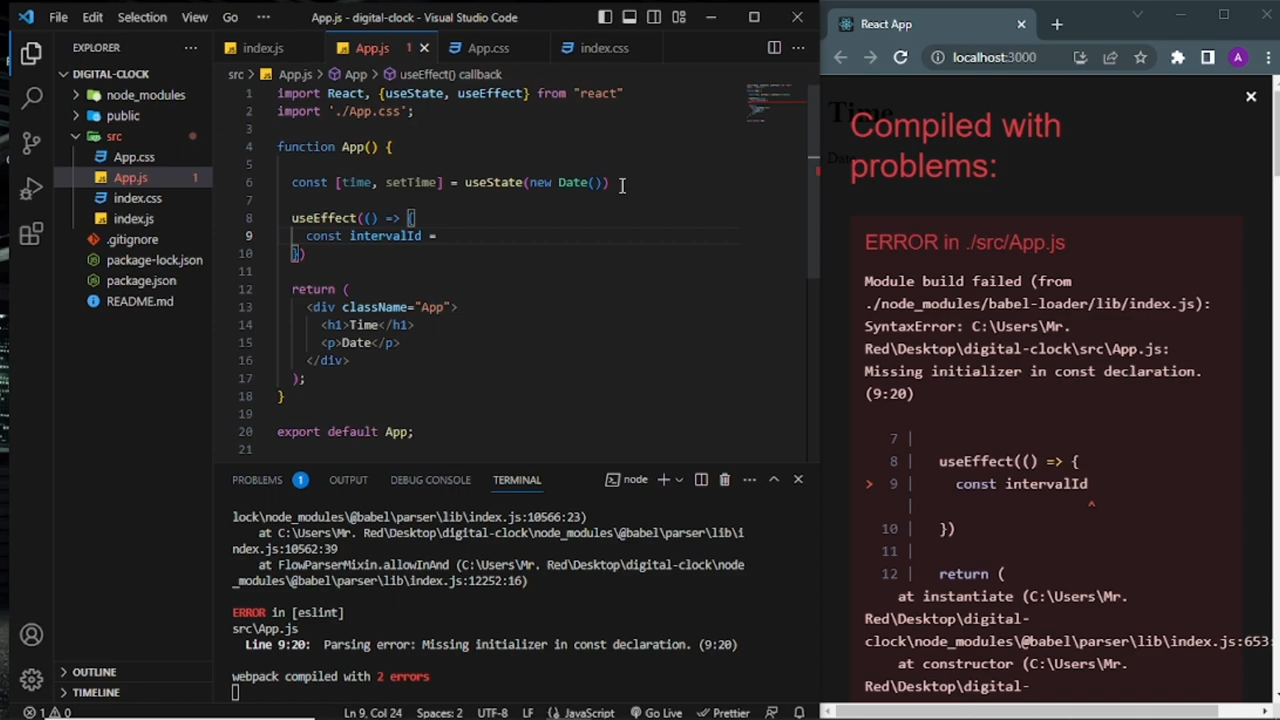 File Edit Selection View Go ··· App.js - digital-clock - Visual Studio Code
EXPLORER ···
DIGITAL-CLOCK
node_modules
public
src
App.css
App.js 1
index.css
index.js
.gitignore
package-lock.json
package.json
README.md
OUTLINE
TIMELINE
index.js App.js 1 App.css index.css ···
src > App.js > App > useEffect() callback
1 import React, {useState, useEffect} from "react"
2 import './App.css';
3
4 function App() {
5
6 const [time, setTime] = useState(new Date())
7
8 useEffect(() => {
9 const intervalId =
10 })
11
12 return (
13 <div className="App">
14 <h1>Time</h1>
15 <p>Date</p>
16 </div>
17 );
18 }
19
20 export default App;
21
PROBLEMS 1 OUTPUT DEBUG CONSOLE TERMINAL node ···
lock\node_modules\@babel\parser\lib\index.js:10566:23)
at C:\Users\Mr. Red\Desktop\digital-clock\node_modules\@babel\parser\lib\i
ndex.js:10562:39
at FlowParserMixin.allowInAnd (C:\Users\Mr. Red\Desktop\digital-clock\node
_modules\@babel\parser\lib\index.js:12252:16)
ERROR in [eslint]
src\App.js
Line 9:20: Parsing error: Missing initializer in const declaration. (9:20)
webpack compiled with 2 errors
1 0 Ln 9, Col 24 Spaces: 2 UTF-8 LF JavaScript Go Live Prettier
React App
localhost:3000
A
Time
Date
Compiled with
problems:
ERROR in ./src/App.js
Module build failed (from
./node_modules/babel-loader/lib/index.js):
SyntaxError: C:\Users\Mr.
Red\Desktop\digital-clock\src\App.js:
Missing initializer in const declaration.
(9:20)
7 |
8 | useEffect(() => {
> 9 | const intervalId
| ^
10 | })
11 |
12 | return (
at instantiate (C:\Users\Mr.
Red\Desktop\digital-
clock\node_modules\@babel\parser\lib\index.js:653:
at constructor (C:\Users\Mr.
Red\Desktop\digital-